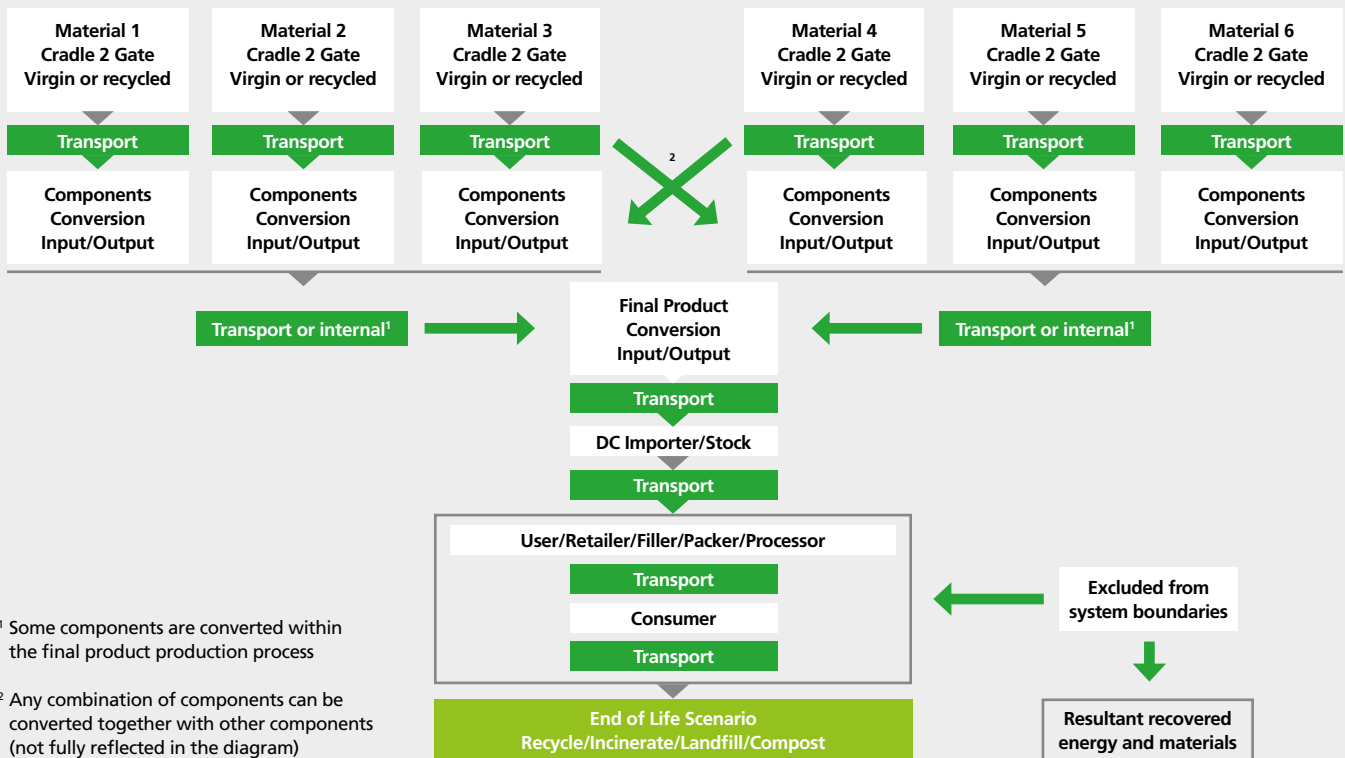 Material 1
Cradle 2 Gate
Virgin or recycled
Material 2
Cradle 2 Gate
Virgin or recycled
Material 3
Cradle 2 Gate
Virgin or recycled
Material 4
Cradle 2 Gate
Virgin or recycled
Material 5
Cradle 2 Gate
Virgin or recycled
Material 6
Cradle 2 Gate
Virgin or recycled
Transport
Transport
Transport
2
Transport
Transport
Transport
Components
Conversion
Input/Output
Components
Conversion
Input/Output
Components
Conversion
Input/Output
Components
Conversion
Input/Output
Components
Conversion
Input/Output
Components
Conversion
Input/Output
Transport or internal¹
Final Product
Conversion
Input/Output
Transport or internal¹
Transport
DC Importer/Stock
Transport
User/Retailer/Filler/Packer/Processor
Transport
Consumer
Transport
Excluded from
system boundaries
End of Life Scenario
Recycle/Incinerate/Landfill/Compost
Resultant recovered
energy and materials
¹ Some components are converted within
the final product production process
² Any combination of components can be
converted together with other components
(not fully reflected in the diagram)